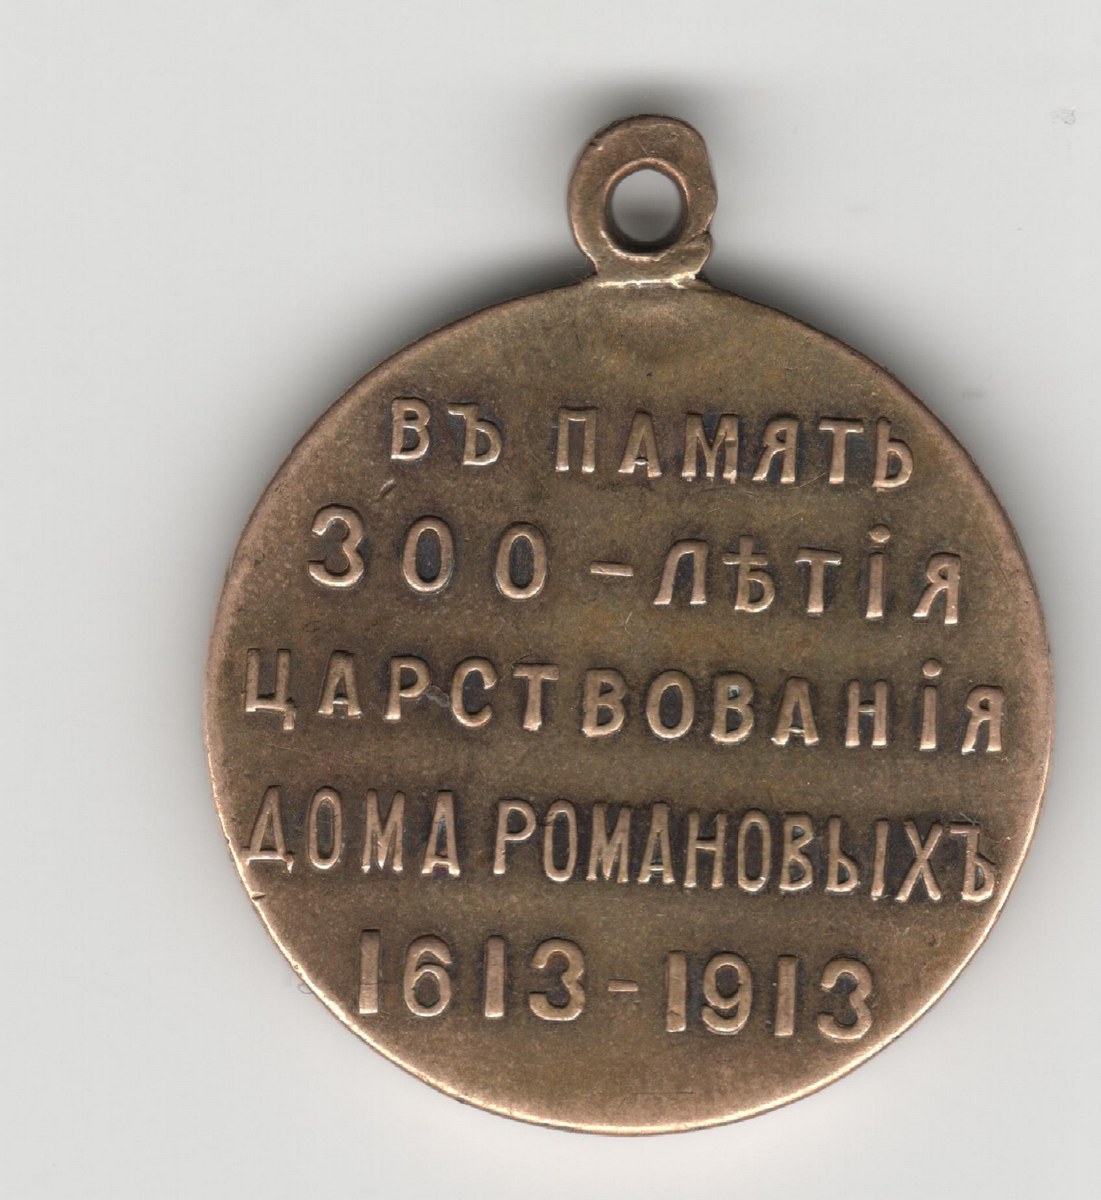 ВЪ ПАМЯТЬ
300-ЛѢТІЯ
ЦАРСТВОВАНІЯ
ДОМА РОМАНОВЫХЪ
1613-1913